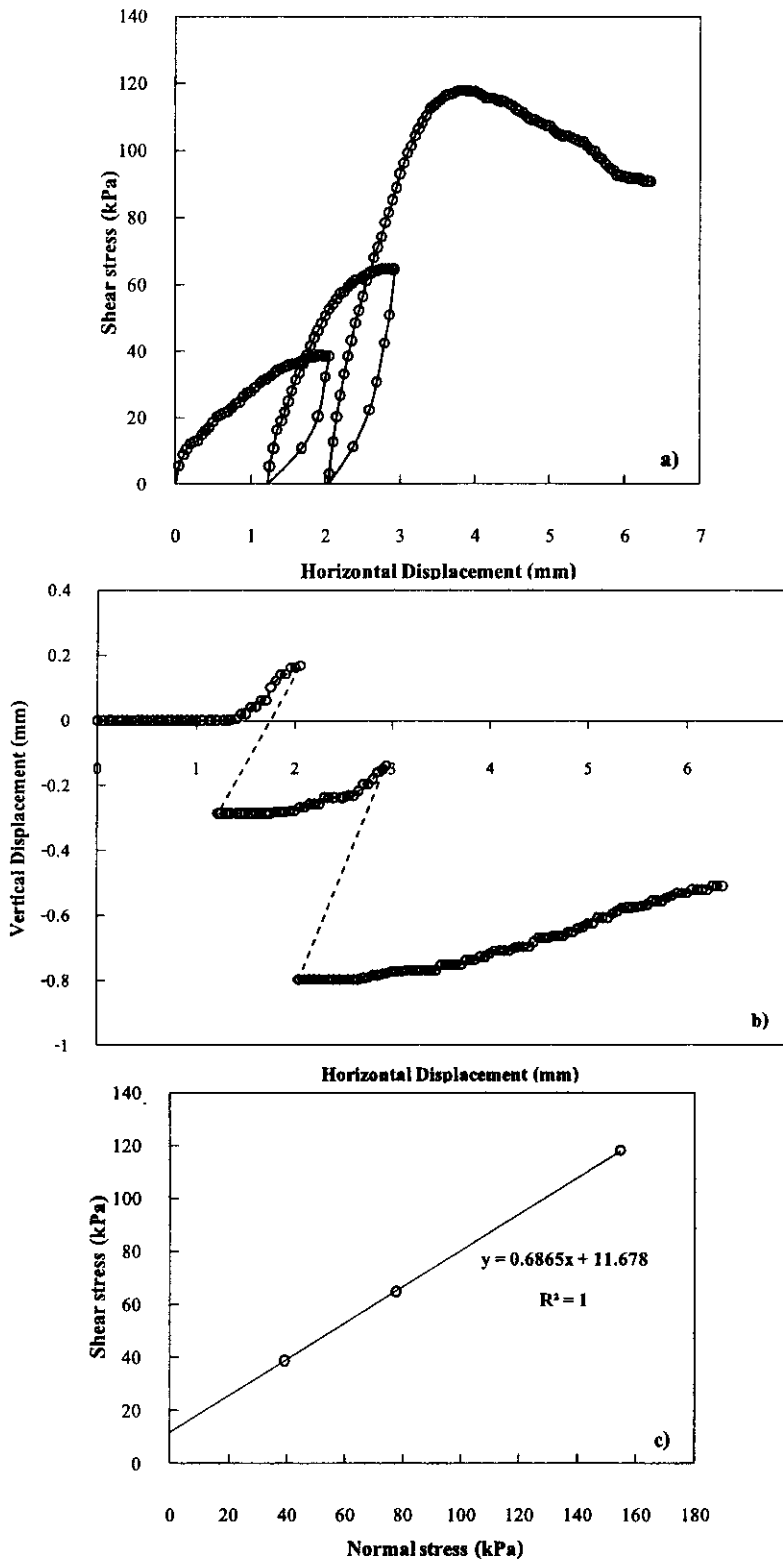 140
120
100
80
60
40
20
0
Shear stress (kPa)
a)
0 1 2 3 4 5 6 7
Horizontal Displacement (mm)
0.4
0.2
0
-0.2
-0.4
-0.6
-0.8
-1
Vertical Displacement (mm)
0 1 2 3 4 5 6
b)
Horizontal Displacement (mm)
140
120
100
80
60
40
20
0
Shear stress (kPa)
y = 0.6865x + 11.678
R² = 1
c)
0 20 40 60 80 100 120 140 160 180
Normal stress (kPa)